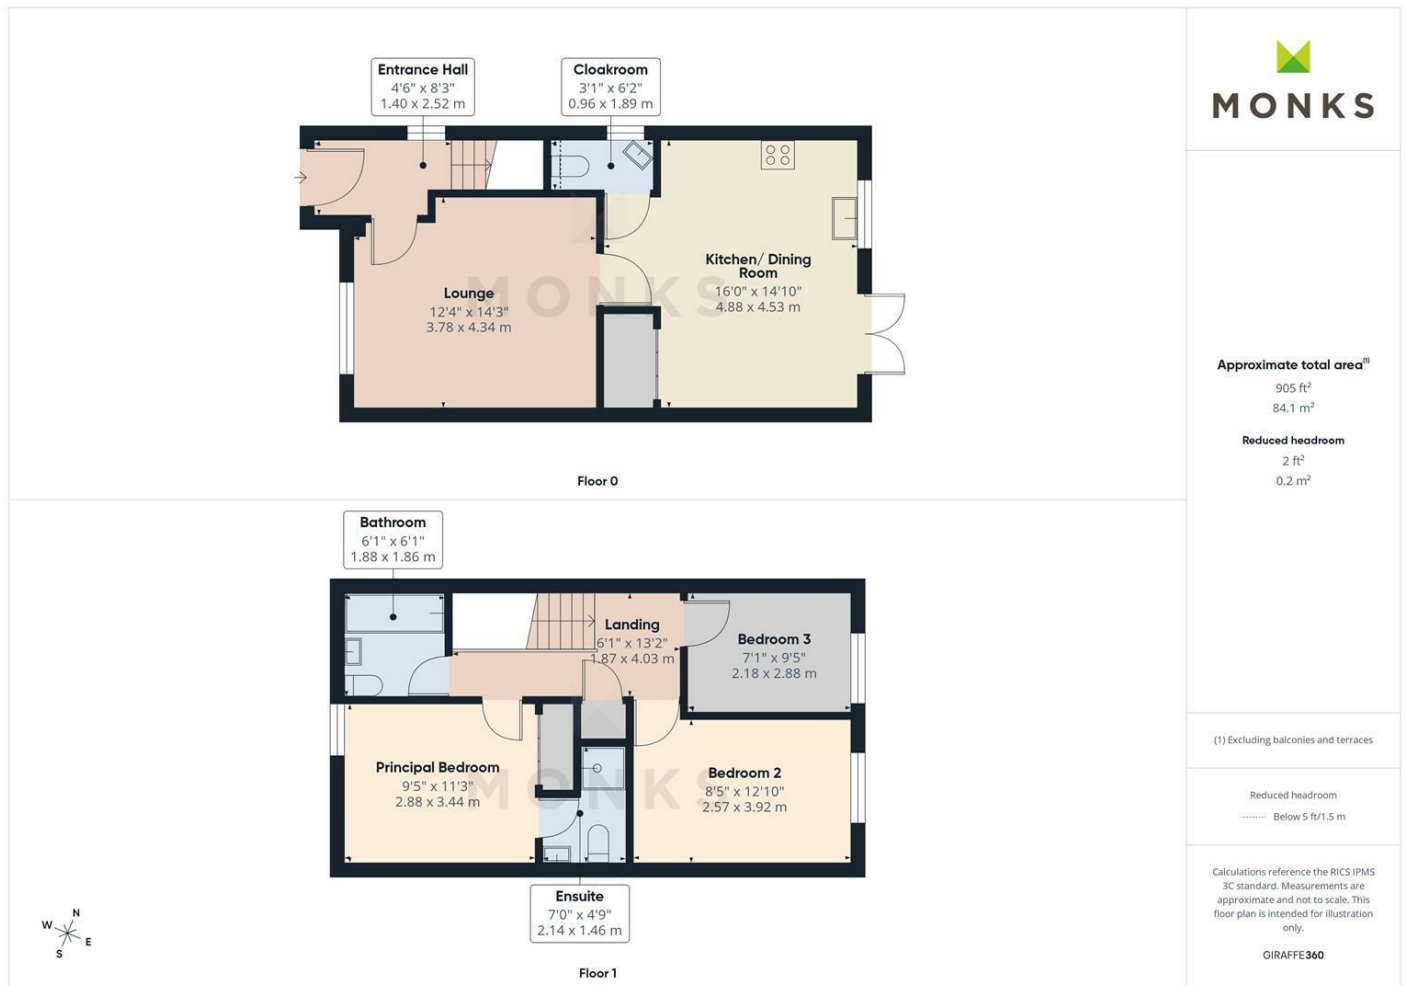 Entrance Hall
4'6" x 8'3"
1.40 x 2.52 m
Cloakroom
3'1" x 6'2"
0.96 x 1.89 m
Kitchen/ Dining
Room
16'0" x 14'10"
4.88 x 4.53 m
Lounge
12'4" x 14'3"
3.78 x 4.34 m
MONKS
Floor 0
Bathroom
6'1" x 6'1"
1.88 x 1.86 m
Landing
6'1" x 13'2"
1.87 x 4.03 m
Bedroom 3
7'1" x 9'5"
2.18 x 2.88 m
Principal Bedroom
9'5" x 11'3"
2.88 x 3.44 m
Bedroom 2
8'5" x 12'10"
2.57 x 3.92 m
MONKS
Ensuite
7'0" x 4'9"
2.14 x 1.46 m
Floor 1
N
W
E
S
MONKS
Approximate total area(1)
905 ft²
84.1 m²
Reduced headroom
2 ft²
0.2 m²
(1) Excluding balconies and terraces
Reduced headroom
Below 5 ft/1.5 m
Calculations reference the RICS IPMS
3C standard. Measurements are
approximate and not to scale. This
floor plan is intended for illustration
only.
GIRAFFE360